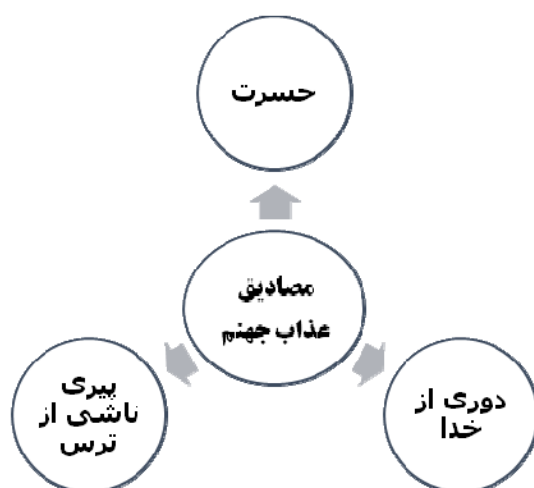 حسرت
مصادیق
عذاب جهنم
دوری از
خدا
پیری
ناشی از
ترس